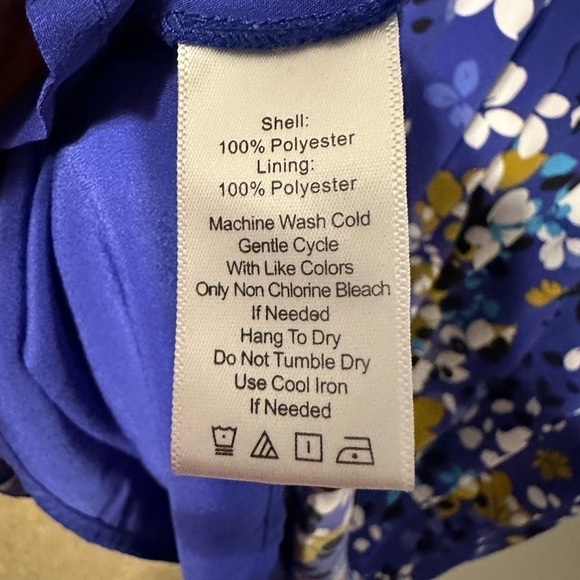 Shell:
100% Polyester
Lining:
100% Polyester
Machine Wash Cold
Gentle Cycle
With Like Colors
Only Non Chlorine Bleach
If Needed
Hang To Dry
Do Not Tumble Dry
Use Cool Iron
If Needed